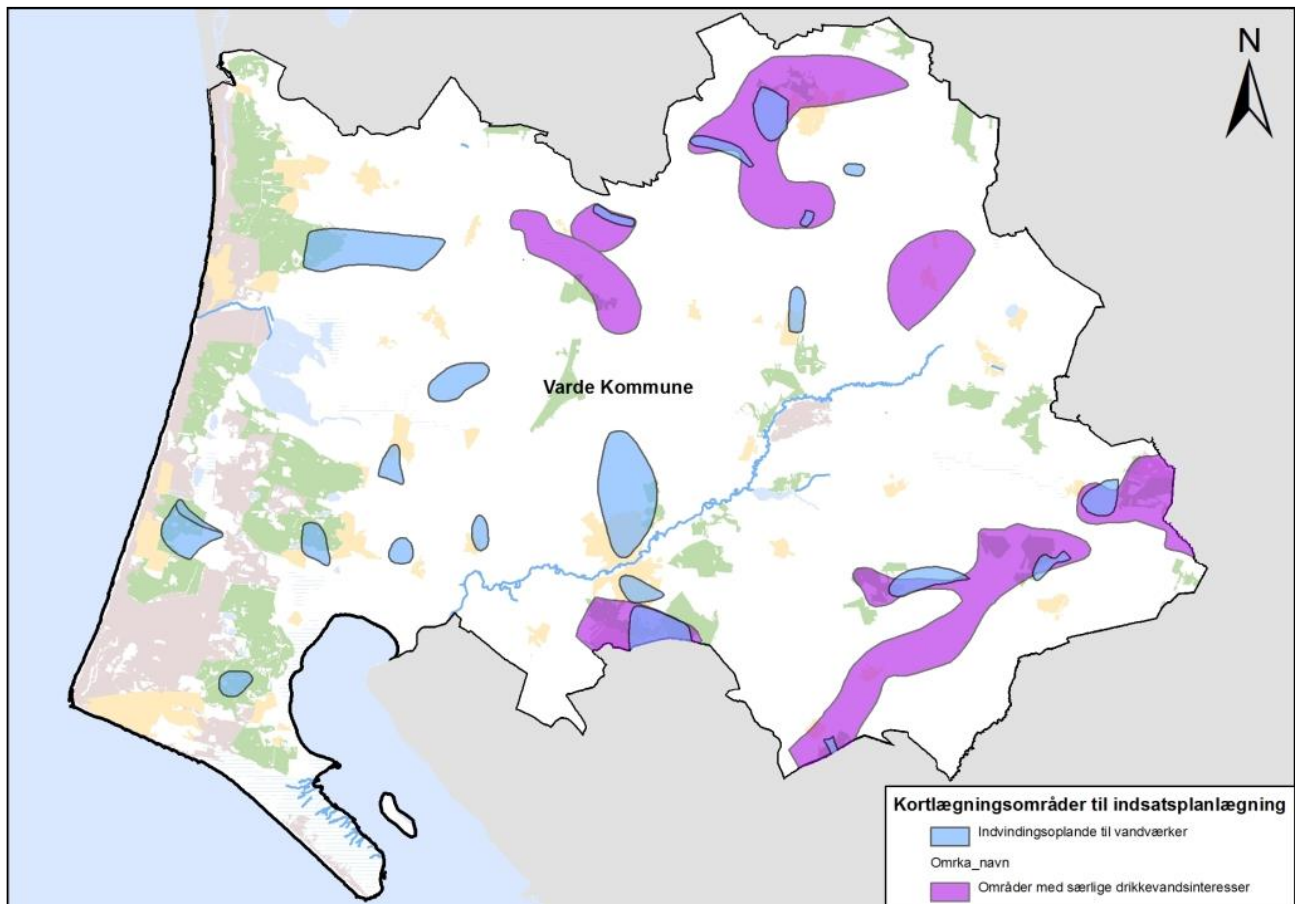 N
Varde Kommune
Kortlægningsområder til indsatsplanlægning
Indvindingsoplande til vandværker
Omrka_navn
Områder med særlige drikkevandsinteresser